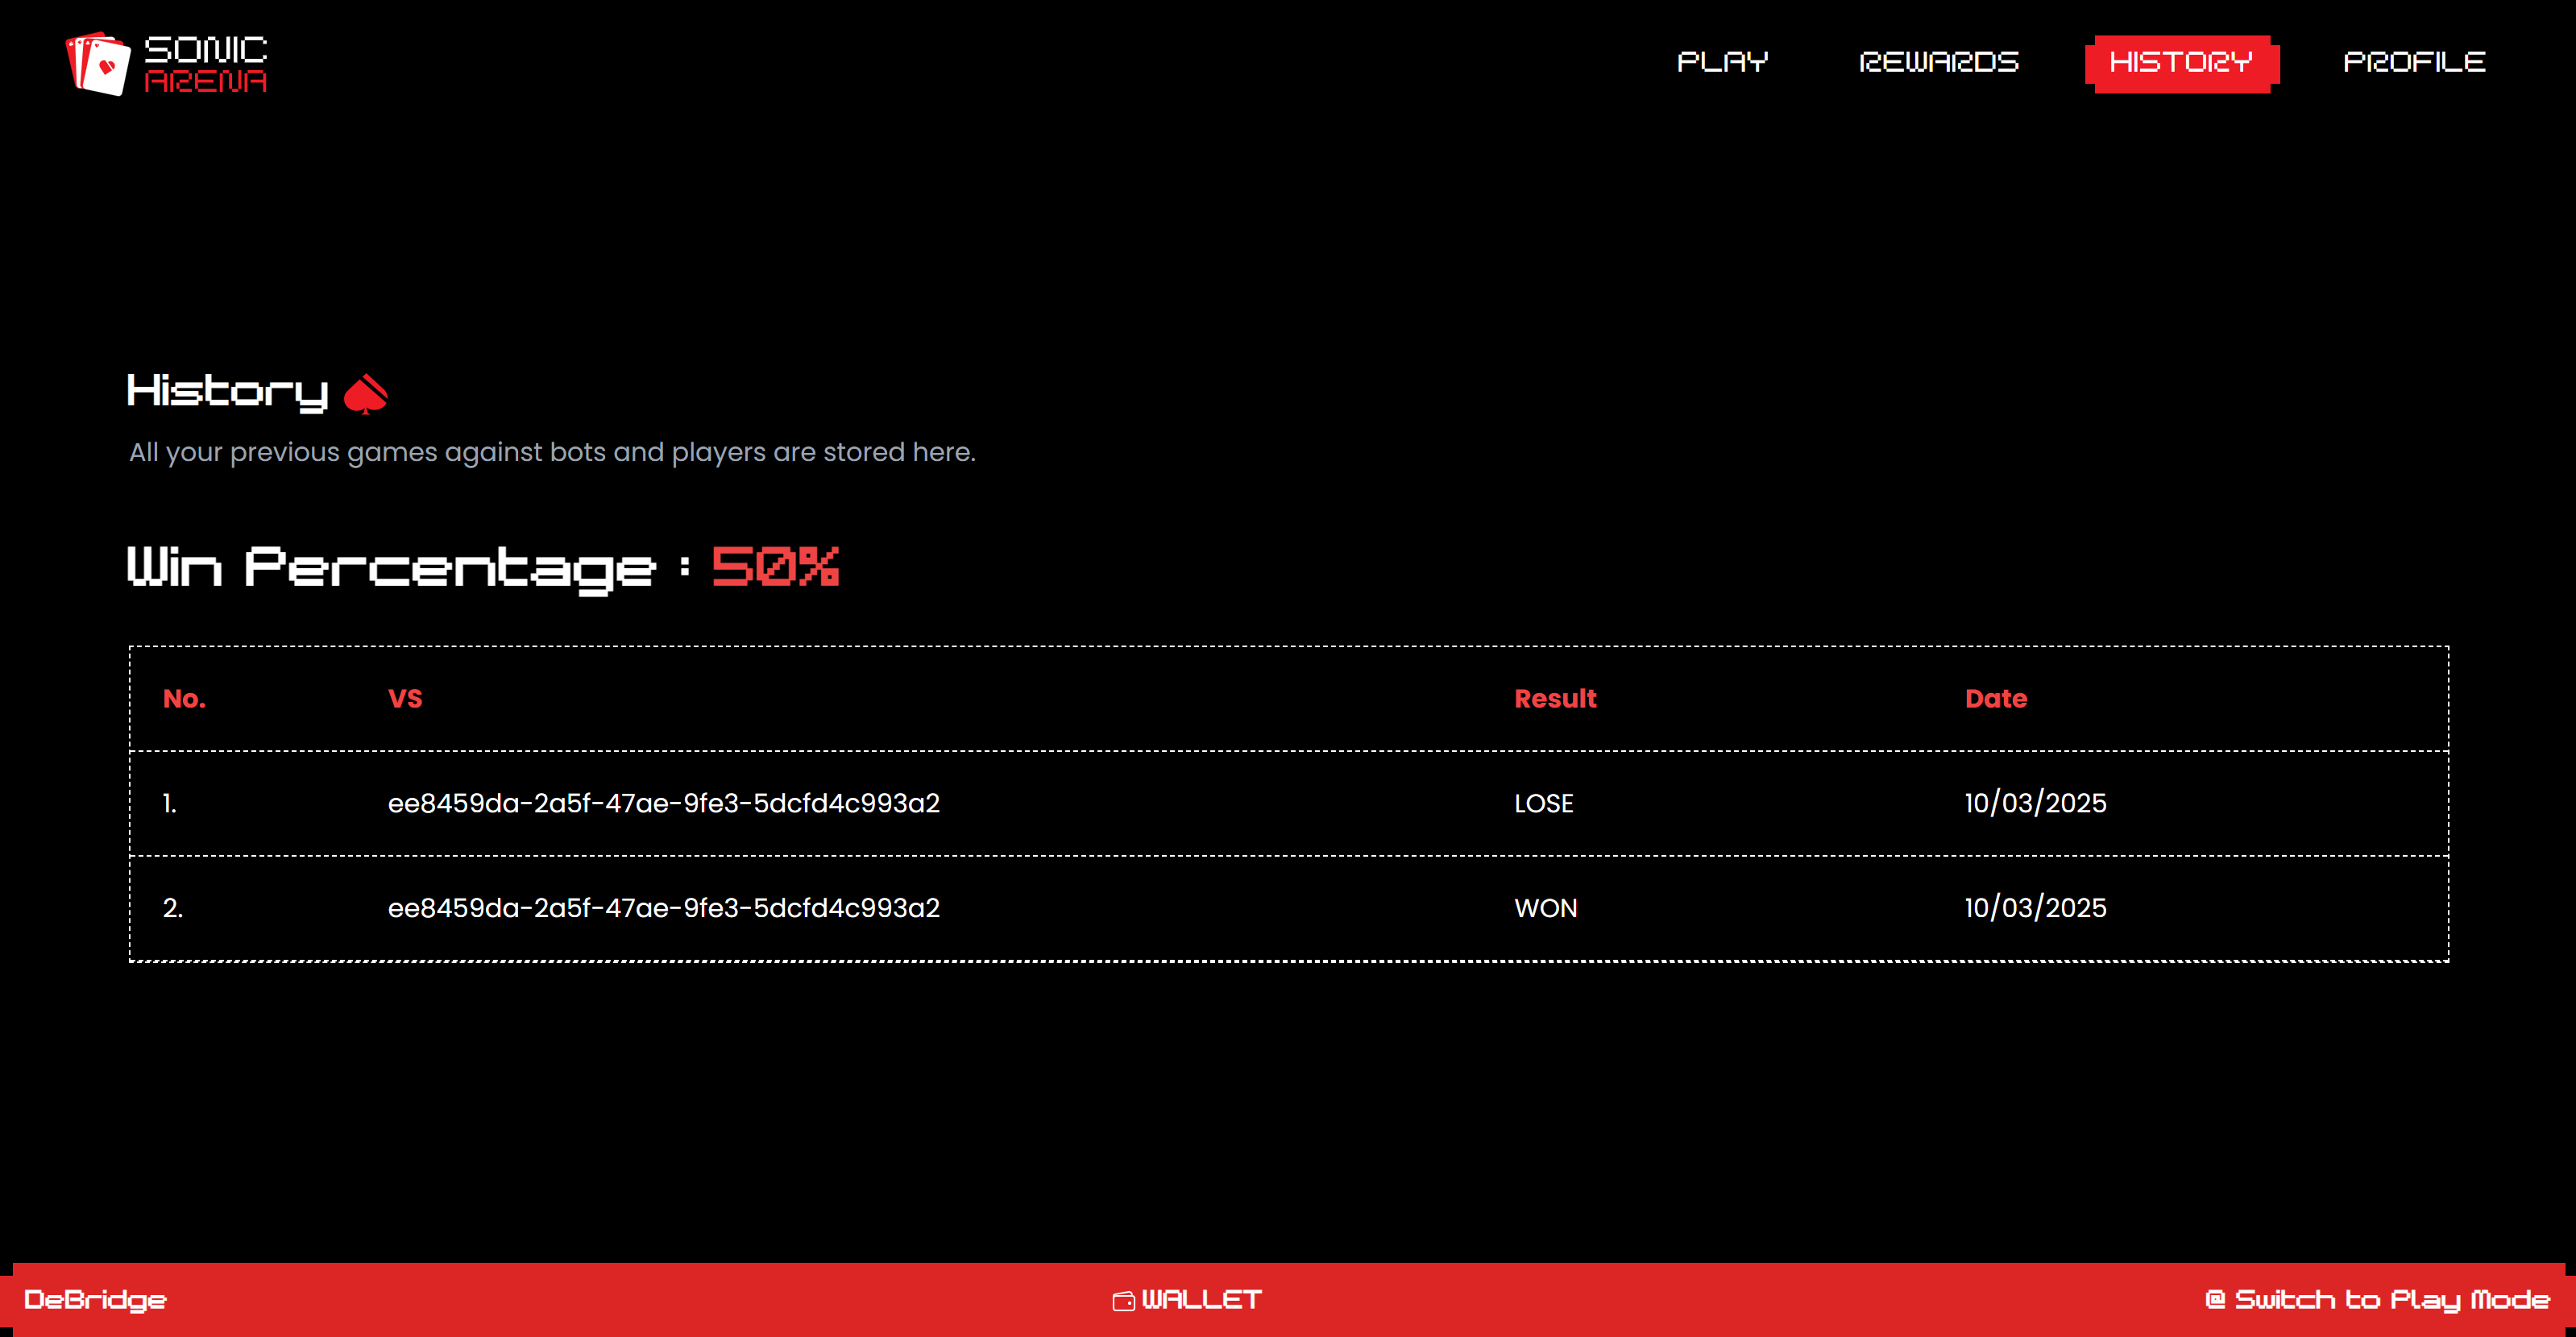 SONIC
ARENA
PLAY REWARDS HISTORY PROFILE
History
All your previous games against bots and players are stored here.
Win Percentage : 50%
No. VS Result Date
1. ee8459da-2a5f-47ae-9fe3-5dcfd4c993a2 LOSE 10/03/2025
2. ee8459da-2a5f-47ae-9fe3-5dcfd4c993a2 WON 10/03/2025
DeBridge WALLET @ Switch to Play Mode